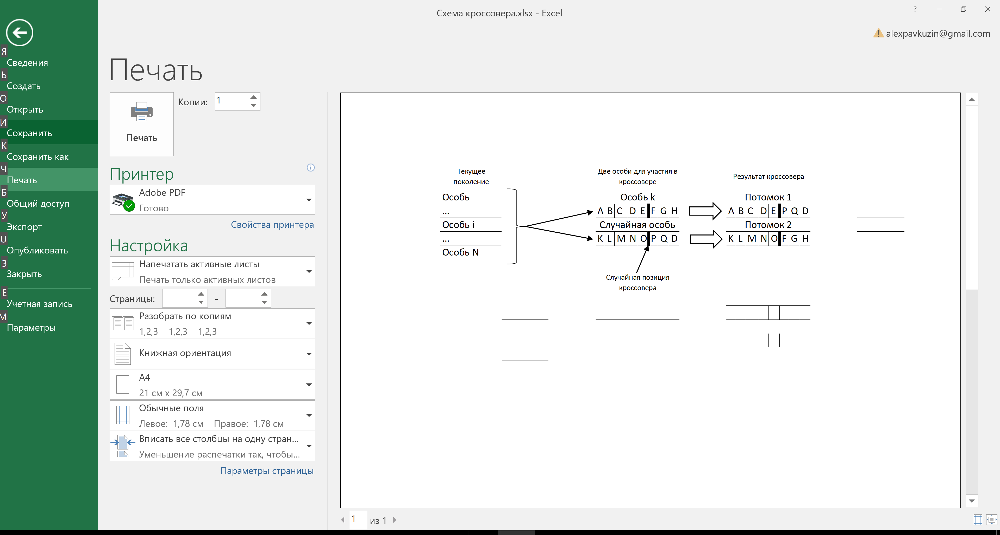 Схема кроссовера.xlsx - Excel
?
alexpavkuzin@gmail.com
Я
Сведения
Ь
Создать
О
Открыть
И
Сохранить
К
Сохранить как
Ч
Печать
Б
Общий доступ
У
Экспорт
U
Опубликовать
З
Закрыть
Е
Учетная запись
М
Параметры
Печать
Печать
Копии: 1
Принтер
Adobe PDF
Готово
Свойства принтера
Настройка
Напечатать активные листы
Печать только активных листов
Страницы: -
Разобрать по копиям
1,2,3 1,2,3 1,2,3
Книжная ориентация
A4
21 см x 29,7 см
Обычные поля
Левое: 1,78 см Правое: 1,78 см
Вписать все столбцы на одну стран...
Уменьшение распечатки так, чтобы...
Параметры страницы
Текущее
поколение
Особь
...
Особь i
...
Особь N
Две особи для участия в
кроссовере
Особь k
A B C D E F G H
Случайная особь
K L M N O P Q D
Случайная позиция
кроссовера
Результат кроссовера
Потомок 1
A B C D E P Q D
Потомок 2
K L M N O F G H
1 из 1